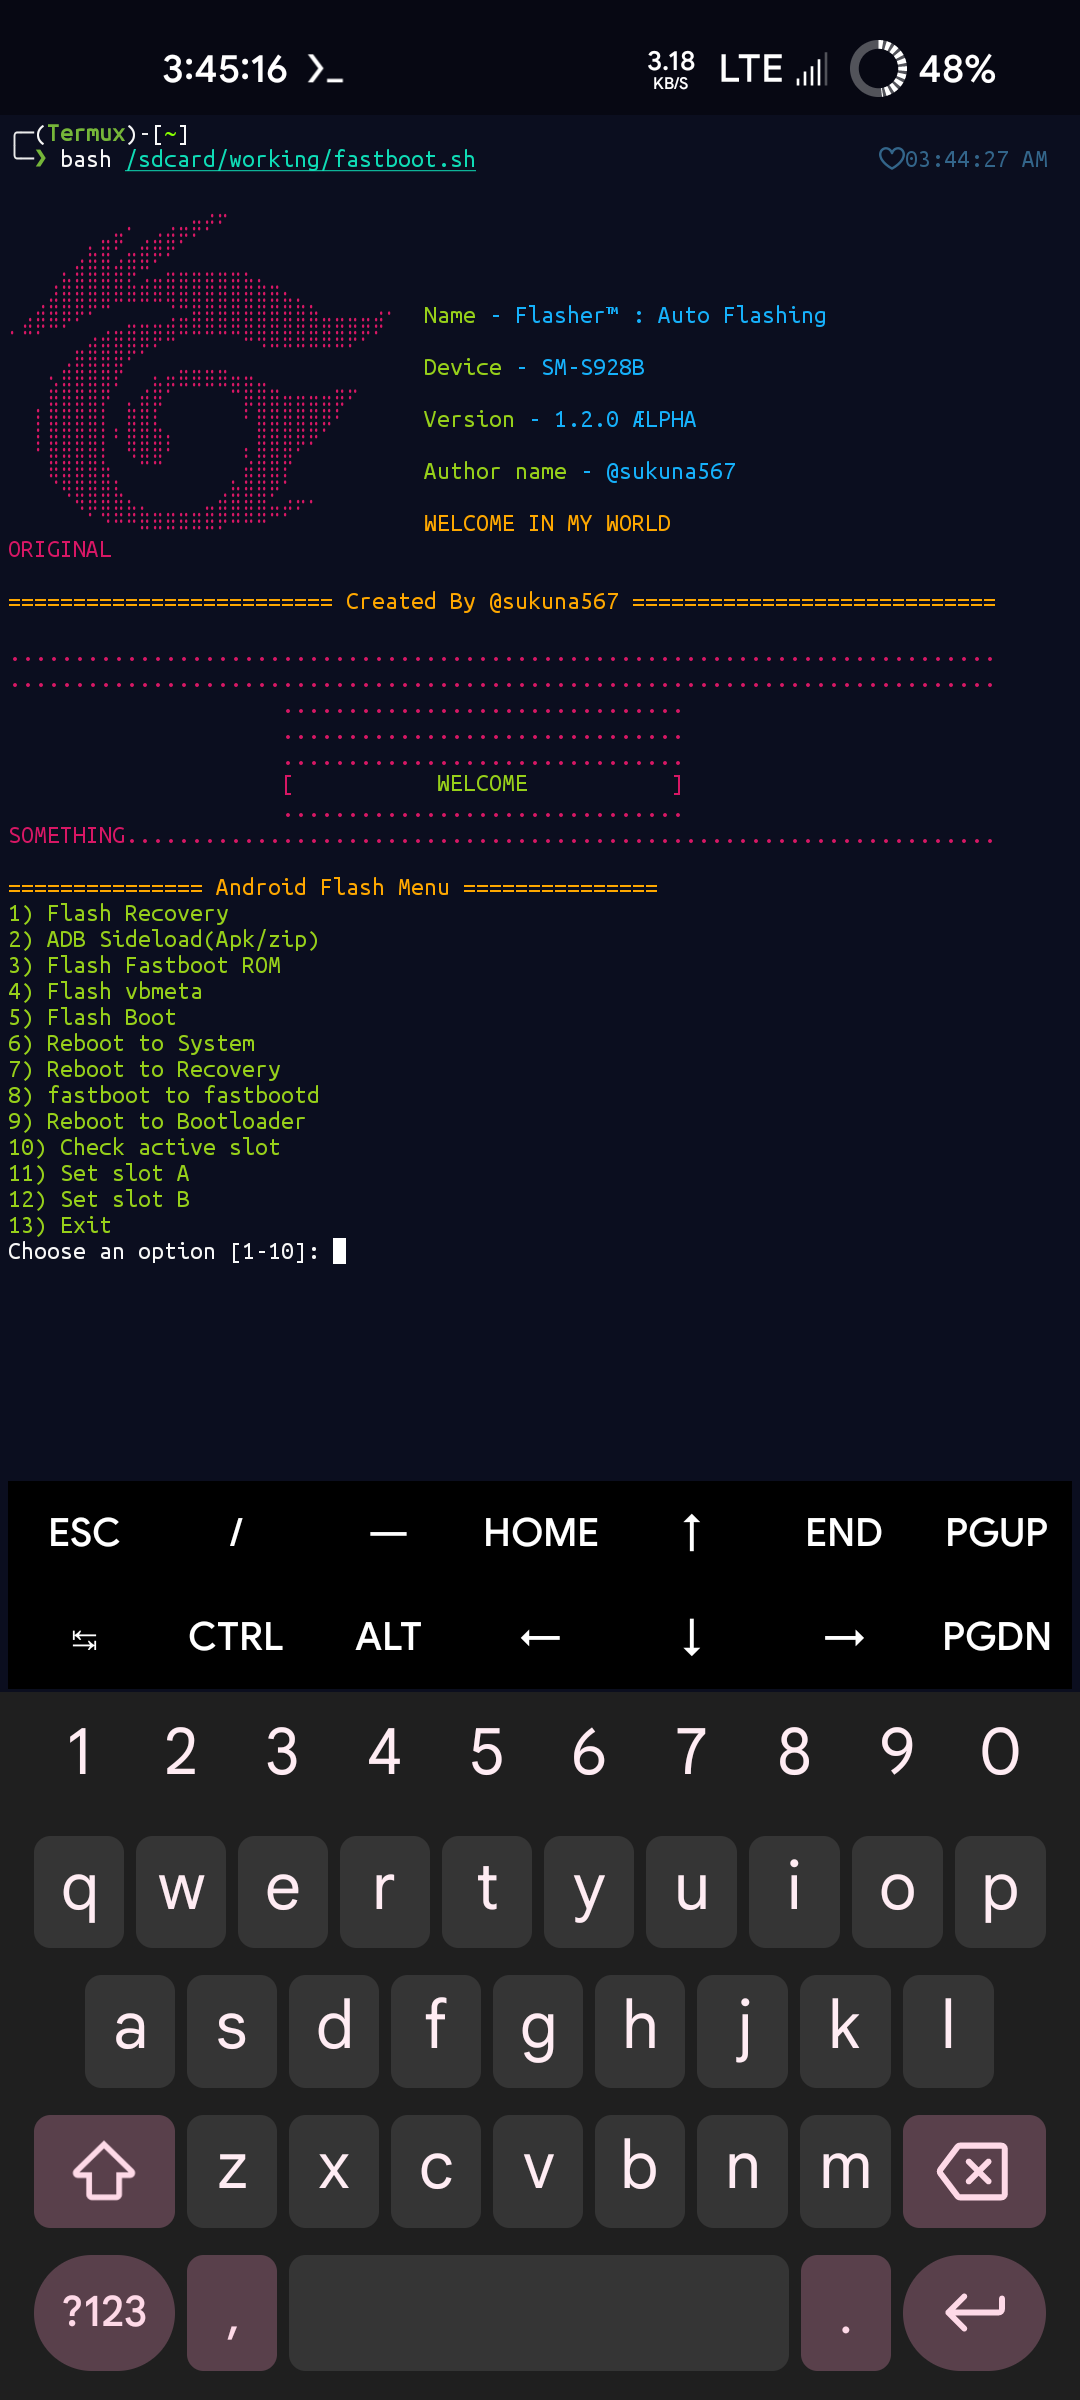 3:45:16 ❯_ 3.18 KB/S LTE 48%
(Termux)-[~]
❯ bash /sdcard/working/fastboot.sh ♡03:44:27 AM
Name - Flasher™ : Auto Flashing
Device - SM-S928B
Version - 1.2.0 ÆLPHA
Author name - @sukuna567
WELCOME IN MY WORLD
ORIGINAL
========================= Created By @sukuna567 ============================
[ WELCOME ]
SOMETHING...................................................................
=============== Android Flash Menu ===============
1) Flash Recovery
2) ADB Sideload(Apk/zip)
3) Flash Fastboot ROM
4) Flash vbmeta
5) Flash Boot
6) Reboot to System
7) Reboot to Recovery
8) fastboot to fastbootd
9) Reboot to Bootloader
10) Check active slot
11) Set slot A
12) Set slot B
13) Exit
Choose an option [1-10]:
ESC / — HOME ↑ END PGUP
↹ CTRL ALT ← ↓ → PGDN
1 2 3 4 5 6 7 8 9 0
q w e r t y u i o p
a s d f g h j k l
z x c v b n m
?123 , .